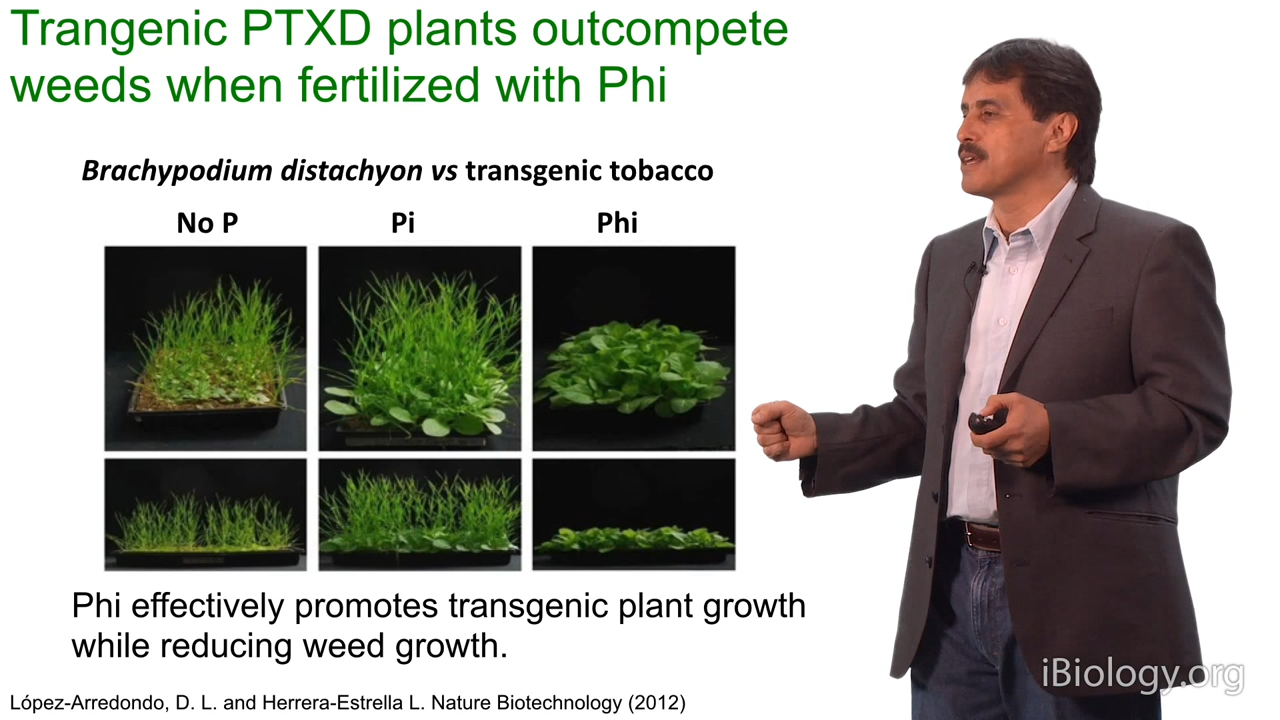 Trangenic PTXD plants outcompete
weeds when fertilized with Phi
Brachypodium distachyon vs transgenic tobacco
No P
Pi
Phi
Phi effectively promotes transgenic plant growth
while reducing weed growth.
López-Arredondo, D. L. and Herrera-Estrella L. Nature Biotechnology (2012)
iBiology.org